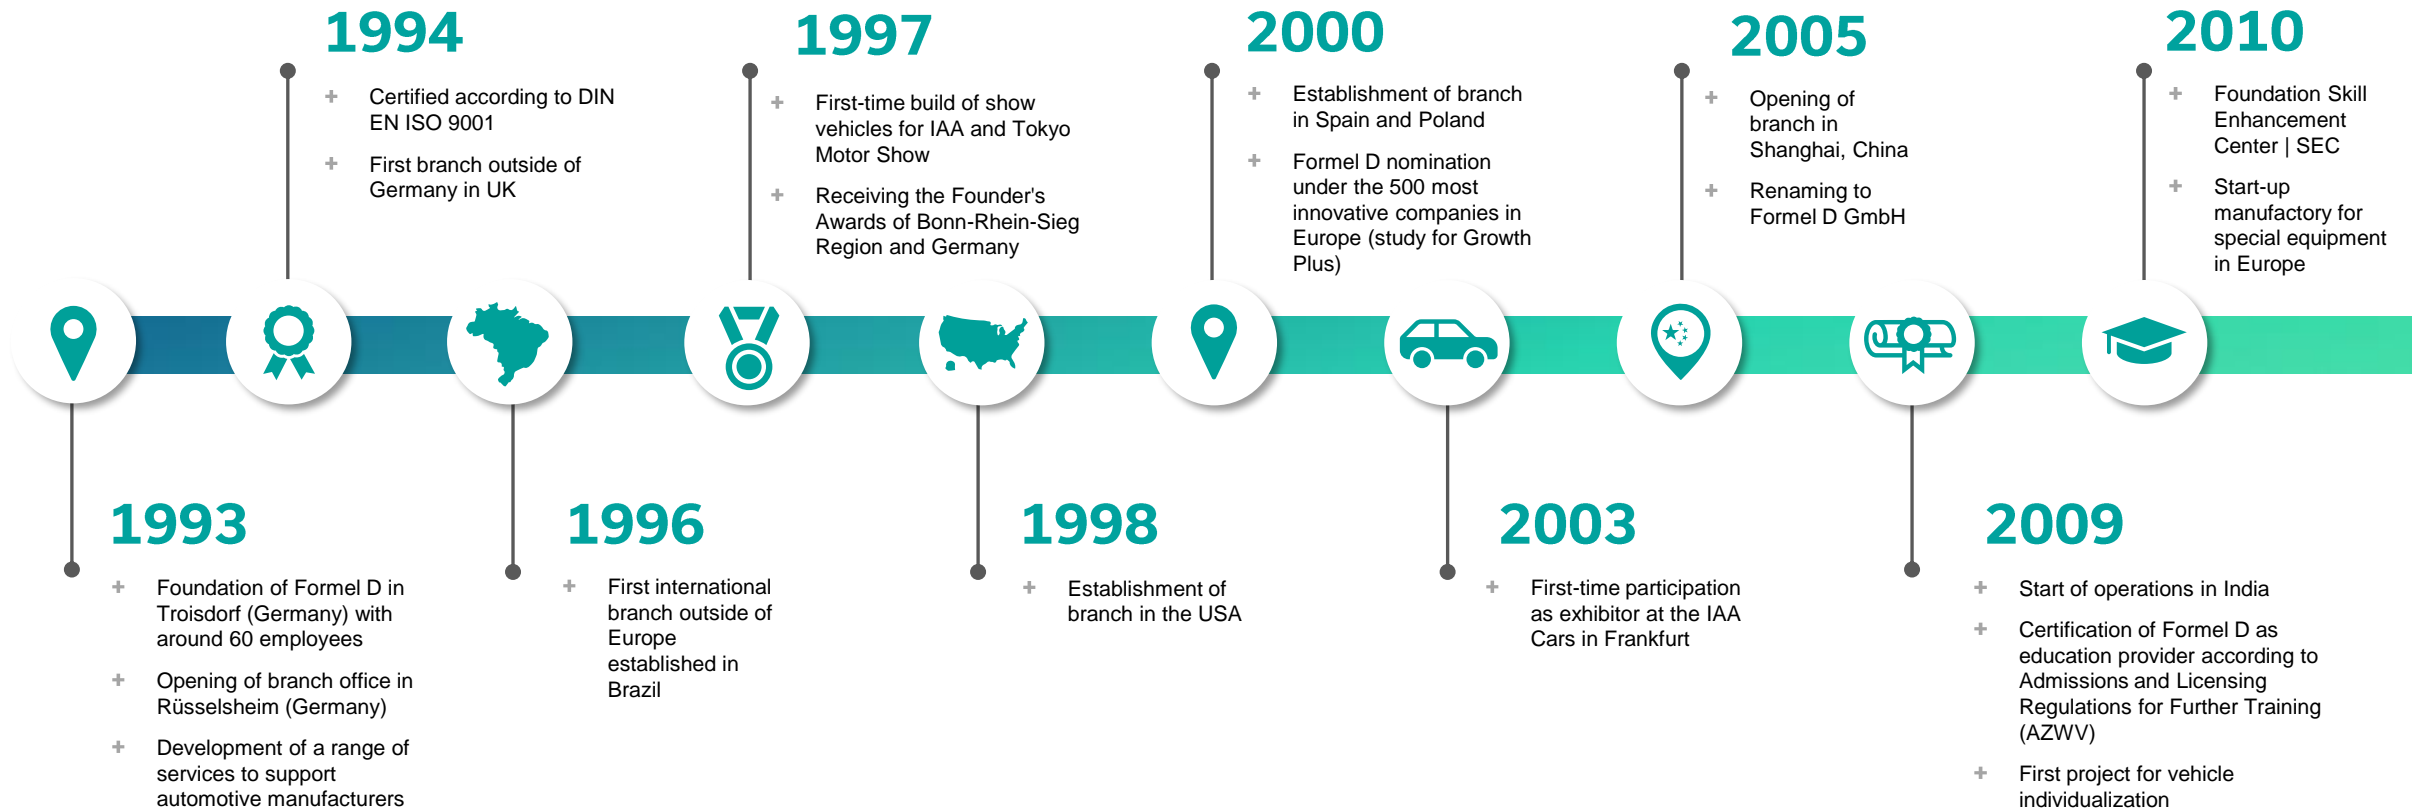 1994
+ Certified according to DIN
EN ISO 9001
+ First branch outside of
Germany in UK
1997
+ First-time build of show
vehicles for IAA and Tokyo
Motor Show
+ Receiving the Founder's
Awards of Bonn-Rhein-Sieg
Region and Germany
2000
+ Establishment of branch
in Spain and Poland
+ Formel D nomination
under the 500 most
innovative companies in
Europe (study for Growth
Plus)
2005
+ Opening of
branch in
Shanghai, China
+ Renaming to
Formel D GmbH
2010
+ Foundation Skill
Enhancement
Center | SEC
+ Start-up
manufactory for
special equipment
in Europe
1993
+ Foundation of Formel D in
Troisdorf (Germany) with
around 60 employees
+ Opening of branch office in
Rüsselsheim (Germany)
+ Development of a range of
services to support
automotive manufacturers
1996
+ First international
branch outside of
Europe
established in
Brazil
1998
+ Establishment of
branch in the USA
2003
+ First-time participation
as exhibitor at the IAA
Cars in Frankfurt
2009
+ Start of operations in India
+ Certification of Formel D as
education provider according to
Admissions and Licensing
Regulations for Further Training
(AZWV)
+ First project for vehicle
individualization